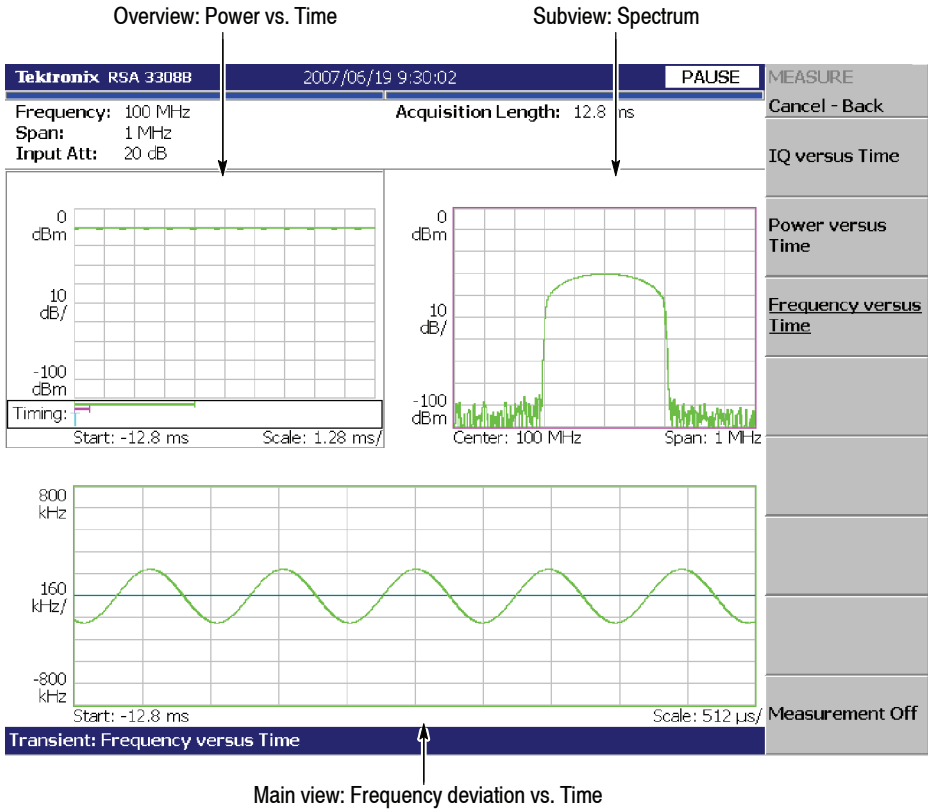 Overview: Power vs. Time
Subview: Spectrum
Tektronix RSA 3308B
2007/06/19 9:30:02
PAUSE
MEASURE
Cancel - Back
Frequency: 100 MHz
Acquisition Length: 12.8 ms
Span: 1 MHz
Input Att: 20 dB
IQ versus Time
Power versus
Time
Frequency versus
Time
0
dBm
10
dB/
-100
dBm
Timing:
Start: -12.8 ms
Scale: 1.28 ms/
0
dBm
10
dB/
-100
dBm
Center: 100 MHz
Span: 1 MHz
800
kHz
160
kHz/
-800
kHz
Start: -12.8 ms
Scale: 512 µs/
Measurement Off
Transient: Frequency versus Time
Main view: Frequency deviation vs. Time